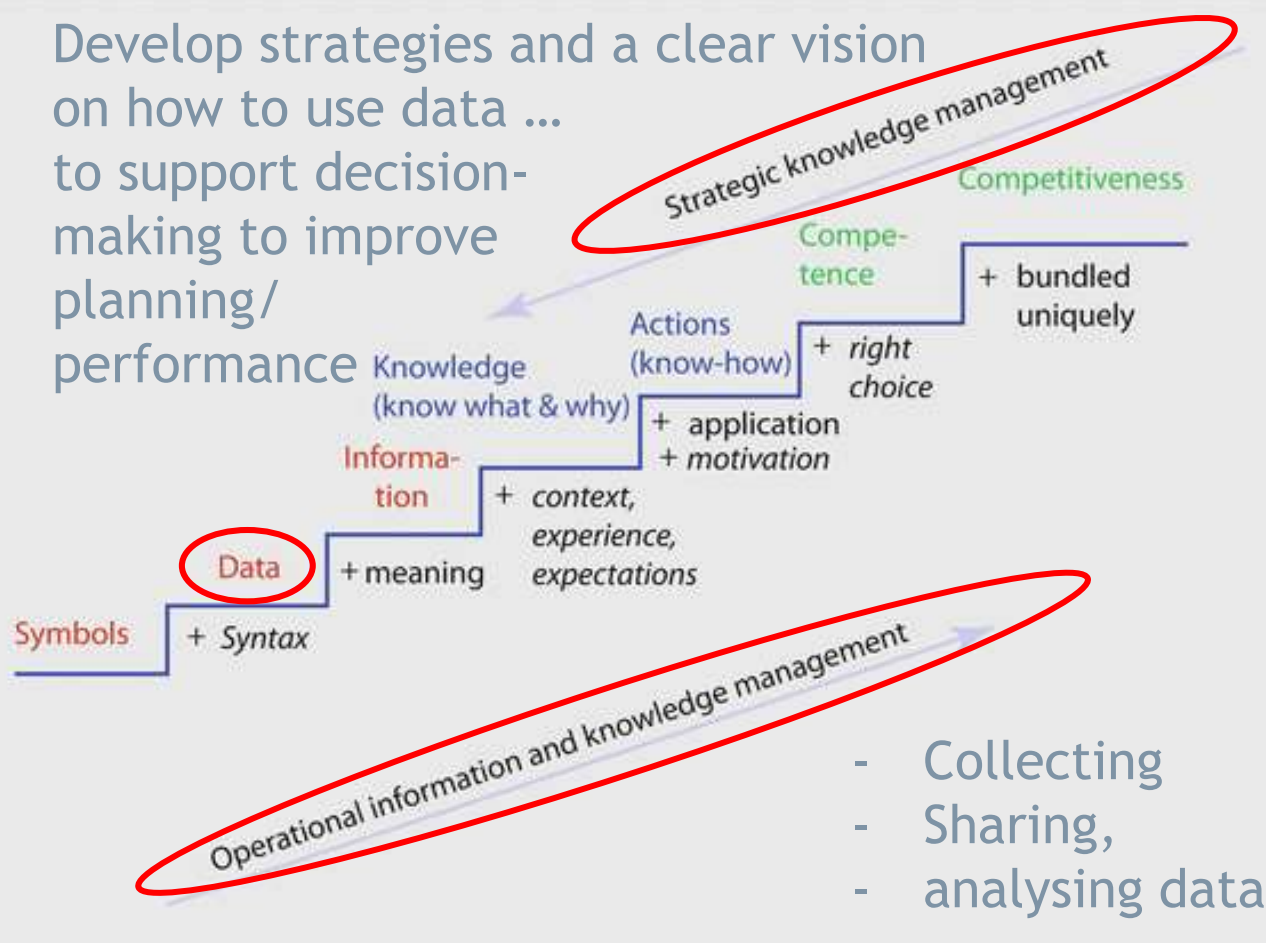 Develop strategies and a clear vision
on how to use data …
to support decision-
making to improve
planning/
performance
Strategic knowledge management
Competitiveness
+ bundled
uniquely
Compe-
tence
+ right
choice
Actions
(know-how)
+ application
+ motivation
Knowledge
(know what & why)
+ context,
experience,
expectations
Informa-
tion
+ meaning
Data
+ Syntax
Symbols
Operational information and knowledge management
- Collecting
- Sharing,
- analysing data